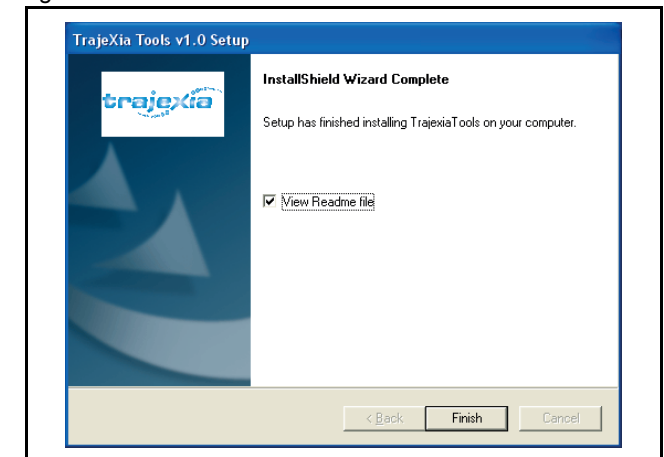 TrajeXia Tools v1.0 Setup
trajexia
InstallShield Wizard Complete
Setup has finished installing TrajexiaTools on your computer.
View Readme file
< Back
Finish
Cancel